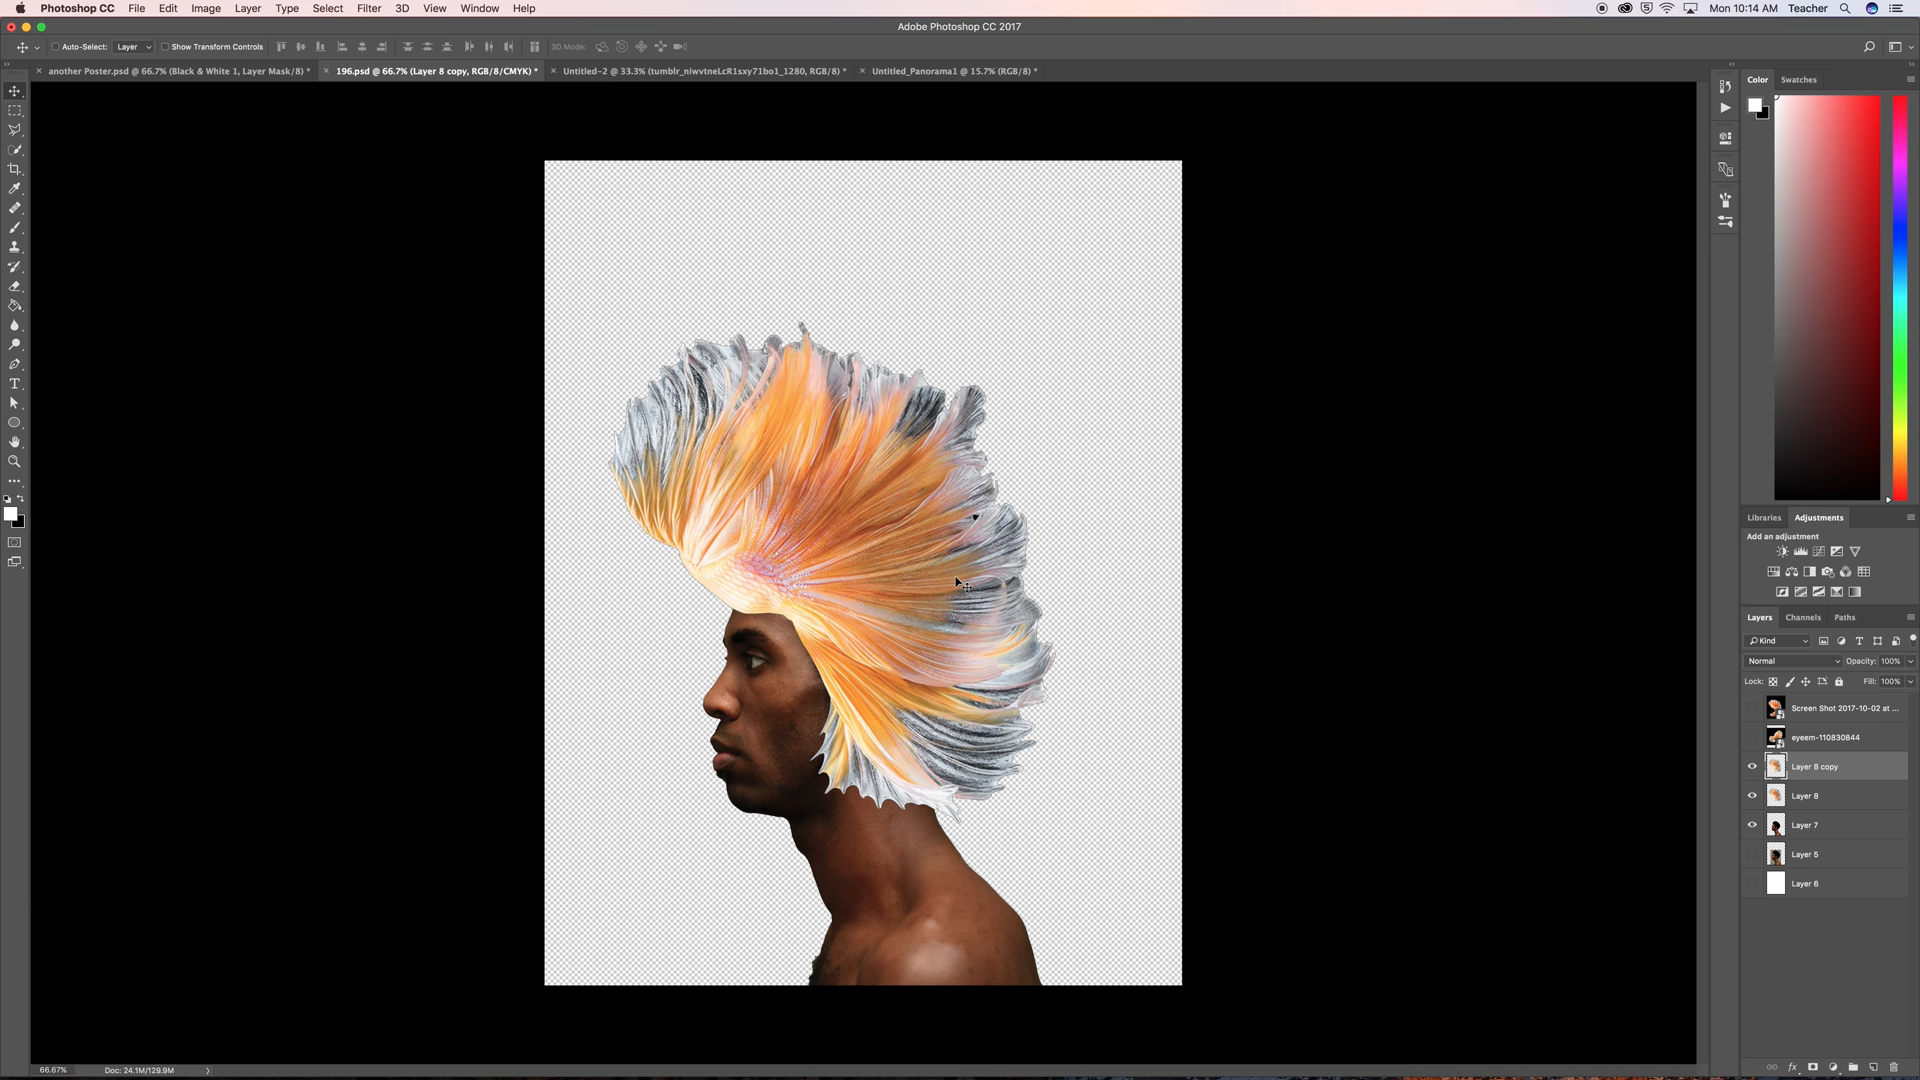 Photoshop CC File Edit Image Layer Type Select Filter 3D View Window Help Mon 10:14 AM Teacher
Adobe Photoshop CC 2017
Auto-Select: Layer Show Transform Controls 3D Mode:
another Poster.psd @ 66.7% (Black & White 1, Layer Mask/8) *
196.psd @ 66.7% (Layer 8 copy, RGB/8/CMYK) *
Untitled-2 @ 33.3% (tumblr_niwvtneLcR1sxy71bo1_1280, RGB/8) *
Untitled_Panorama1 @ 15.7% (RGB/8) *
Color Swatches
Libraries Adjustments
Add an adjustment
Layers Channels Paths
Kind
Normal Opacity: 100%
Lock: Fill: 100%
Screen Shot 2017-10-02 at ...
eyeem-110830844
Layer 8 copy
Layer 8
Layer 7
Layer 5
Layer 6
66.67% Doc: 24.1M/129.9M